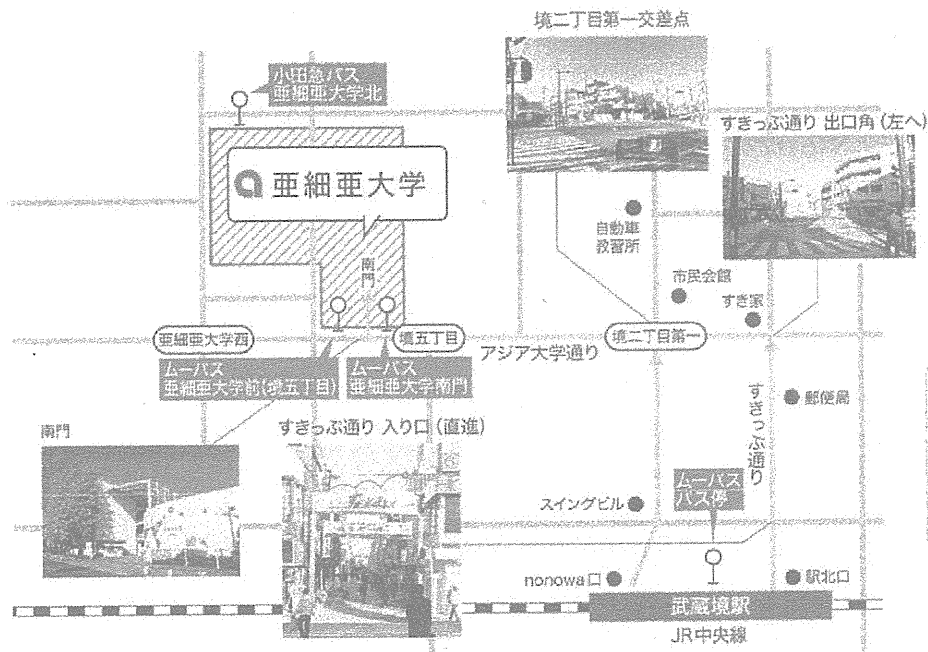 境二丁目第一交差点
小田急バス
亜細亜大学北
すきっぷ通り 出口角 (左へ)
亜細亜大学
自動車
教習所
南門
市民会館
すき家
亜細亜大学西
境五丁目
境二丁目第一
アジア大学通り
ムーバス
亜細亜大学前(境五丁目)
ムーバス
亜細亜大学南門
すきっぷ通り
郵便局
南門
すきっぷ通り 入り口 (直進)
ムーバス
バス停
スイングビル
nonowa口
駅北口
武蔵境駅
JR中央線